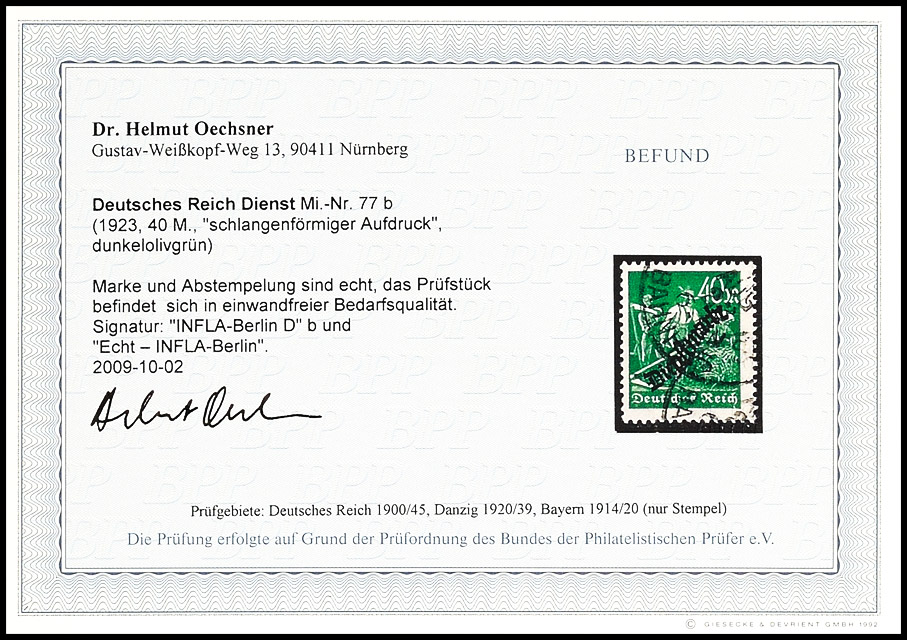 Dr. Helmut Oechsner
Gustav-Weißkopf-Weg 13, 90411 Nürnberg
BEFUND
Deutsches Reich Dienst Mi.-Nr. 77 b
(1923, 40 M., "schlangenförmiger Aufdruck",
dunkelolivgrün)
Marke und Abstempelung sind echt, das Prüfstück
befindet sich in einwandfreier Bedarfsqualität.
Signatur: "INFLA-Berlin D" b und
"Echt – INFLA-Berlin".
2009-10-02
40
Deutsches Reich
Prüfgebiete: Deutsches Reich 1900/45, Danzig 1920/39, Bayern 1914/20 (nur Stempel)
Die Prüfung erfolgte auf Grund der Prüfordnung des Bundes der Philatelistischen Prüfer e.V.
© GIESECKE & DEVRIENT GMBH 1992